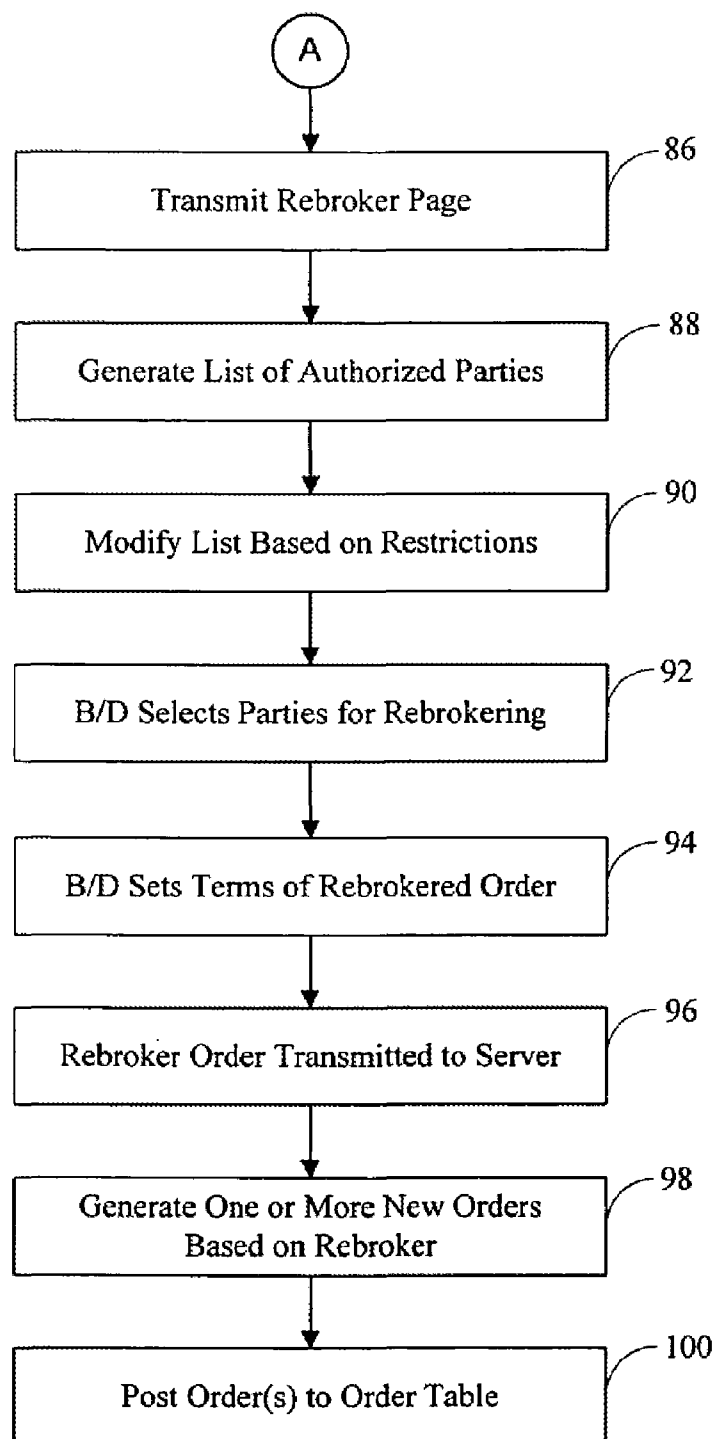 A
86
Transmit Rebroker Page
88
Generate List of Authorized Parties
90
Modify List Based on Restrictions
92
B/D Selects Parties for Rebrokering
94
B/D Sets Terms of Rebrokered Order
96
Rebroker Order Transmitted to Server
98
Generate One or More New Orders
Based on Rebroker
100
Post Order(s) to Order Table